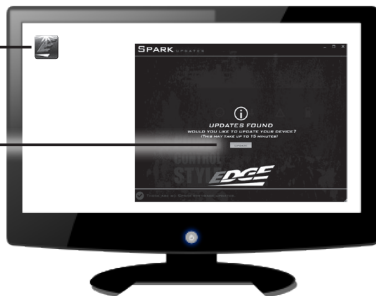 SPARK UPDATER
UPDATES FOUND
WOULD YOU LIKE TO UPDATE YOUR DEVICE?
(THIS MAY TAKE UP TO 15 MINUTES)
EDGE